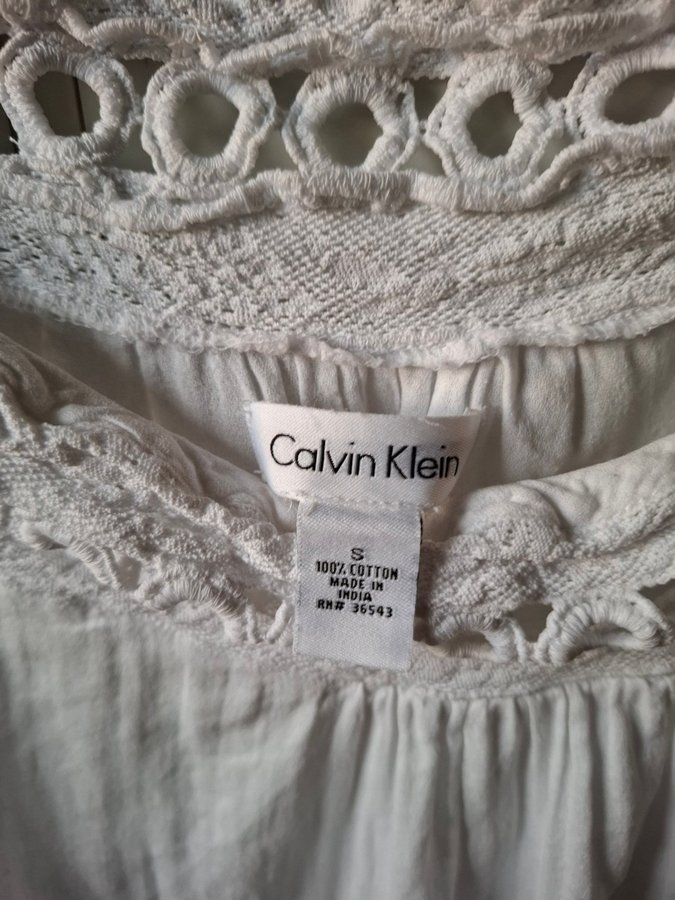 Calvin Klein
S
100% COTTON
MADE IN
INDIA
RN# 36543